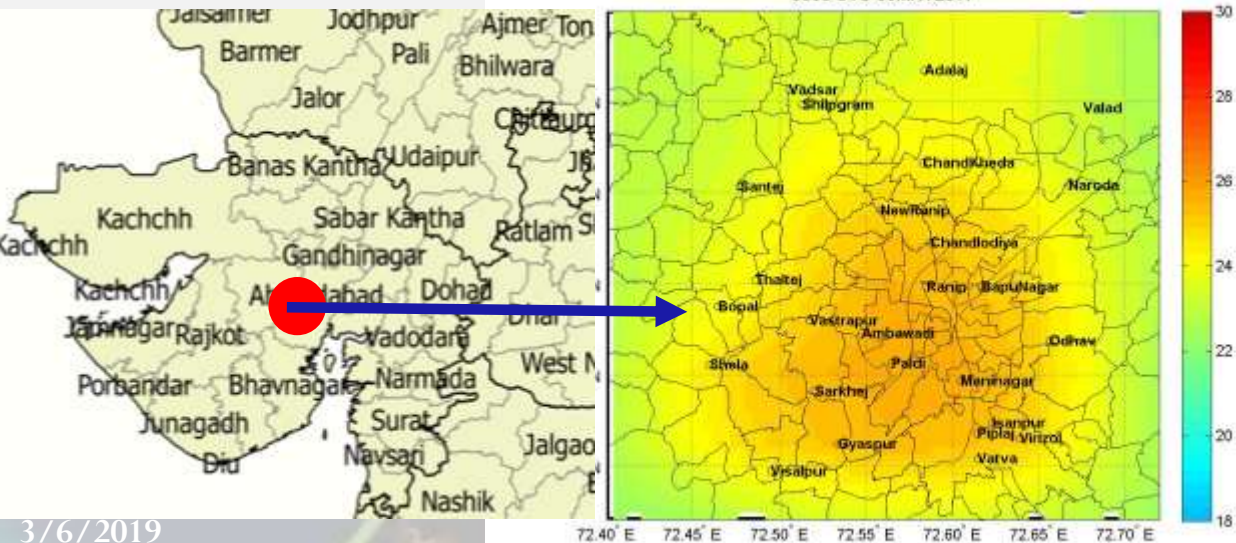 Jaisalmer Jodhpur Ajmer Ton
Barmer Pali
Bhilwara
Jalor
Banas Kantha Udaipur
Kachchh Sabar Kantha
Ratlam
Kachchh
Gandhinagar
Kachchh Dohad
Dhar
Jamnagar Rajkot Vadodara
West N
Porbandar Bhavnagar Narmada
Junagadh Surat
Jalgao
Diu Navsari
Nashik
3/6/2019
Adalaj
Vadsar
Shilpgram Valad
ChandKheda
Santej Naroda
NewRanip
Chandlodiya
Thaltej Ranip BapuNagar
Bopal
Vastrapur
Ambawadi Odhav
Shela Paldi
Maninagar
Sarkhej
Isanpur
Piplaj Vinzol
Gyaspur
Visalpur Vatva
72.40° E 72.45° E 72.50° E 72.55° E 72.60° E 72.65° E 72.70° E
30
28
26
24
22
20
18